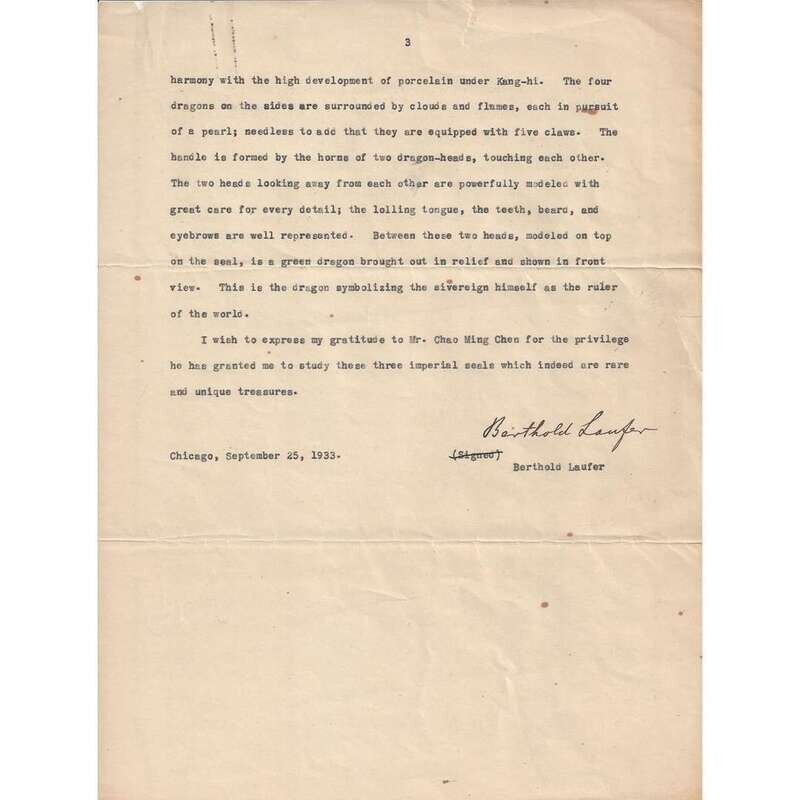 3
harmony with the high development of porcelain under Kang-hi. The four
dragons on the sides are surrounded by clouds and flames, each in pursuit
of a pearl; needless to add that they are equipped with five claws. The
handle is formed by the horns of two dragon-heads, touching each other.
The two heads looking away from each other are powerfully modeled with
great care for every detail; the lolling tongue, the teeth, beard, and
eyebrows are well represented. Between these two heads, modeled on top
on the seal, is a green dragon brought out in relief and shown in front
view. This is the dragon symbolizing the sivereign himself as the ruler
of the world.
I wish to express my gratitude to Mr. Chao Ming Chen for the privilege
he has granted me to study these three imperial seals which indeed are rare
and unique treasures.
Berthold Laufer
Chicago, September 25, 1933. (Signed)
Berthold Laufer